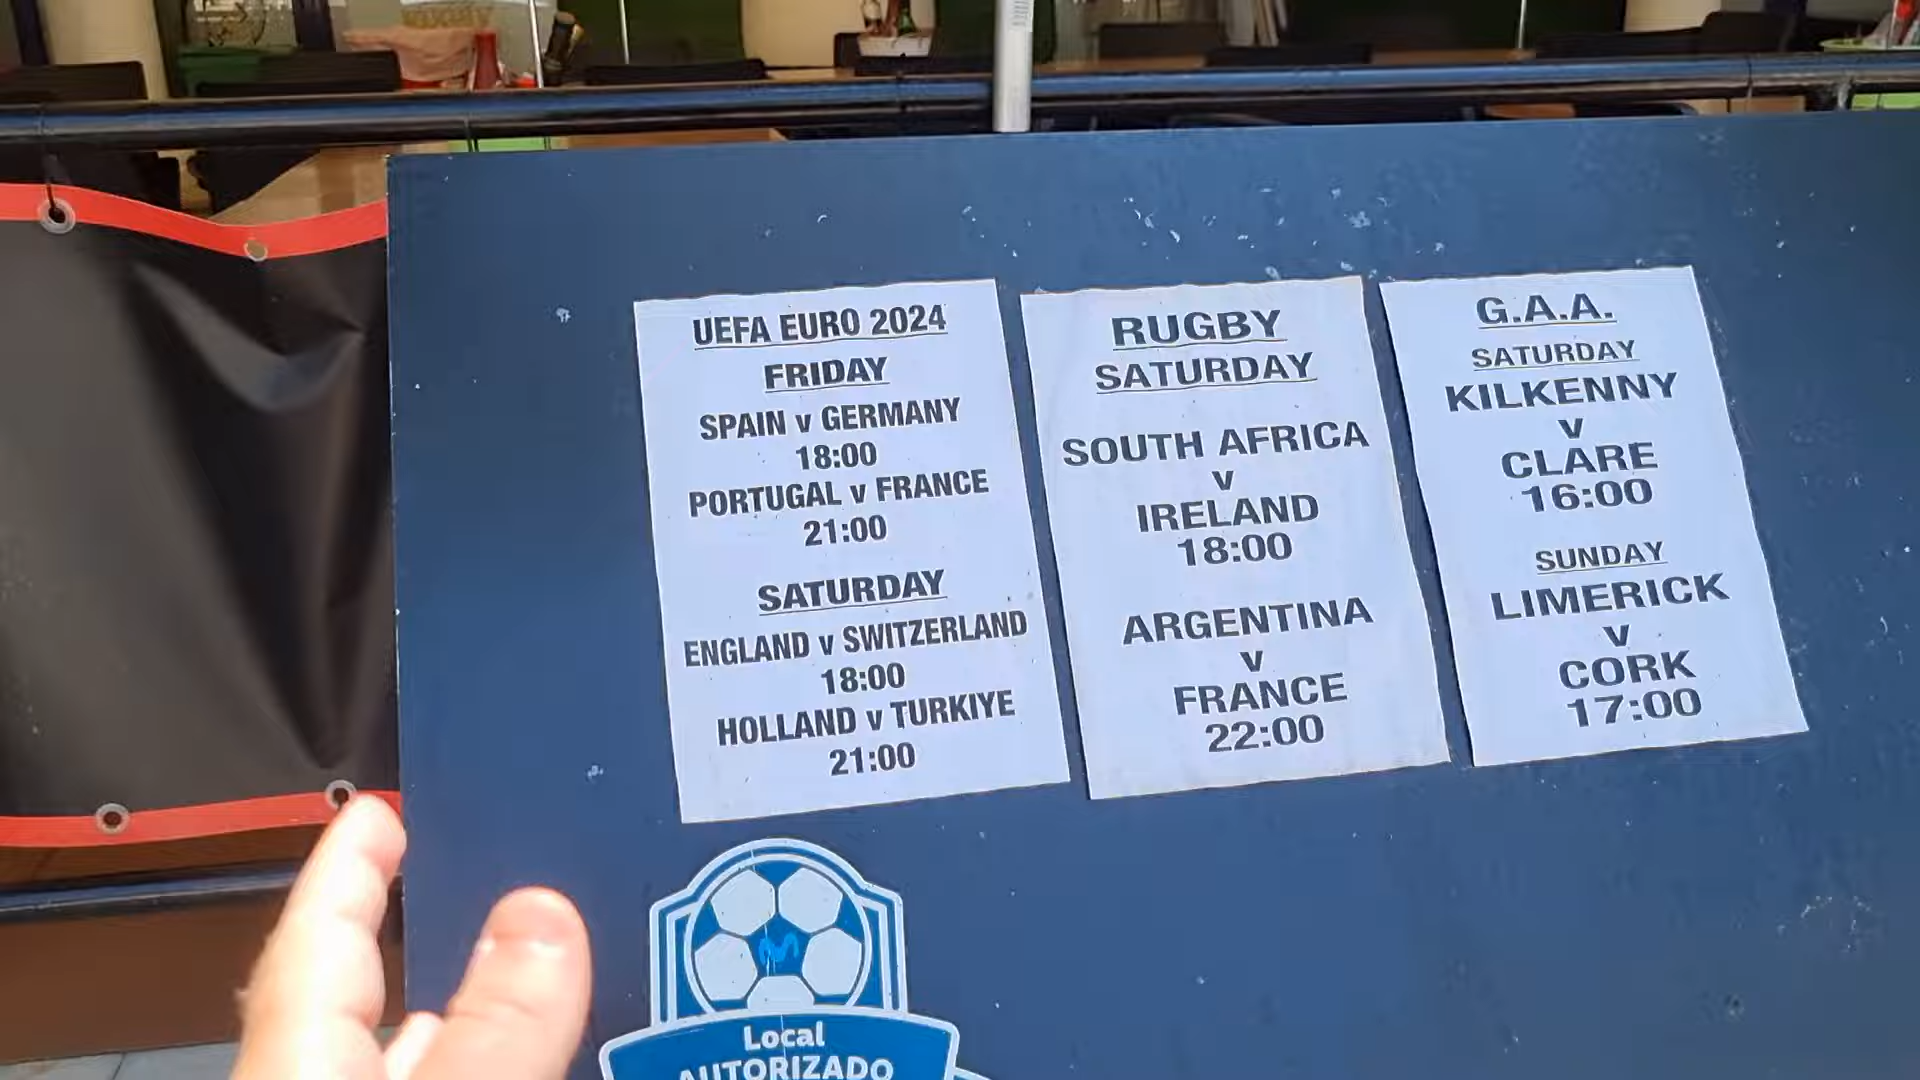 UEFA EURO 2024
FRIDAY
SPAIN v GERMANY
18:00
PORTUGAL v FRANCE
21:00
SATURDAY
ENGLAND v SWITZERLAND
18:00
HOLLAND v TURKIYE
21:00
RUGBY
SATURDAY
SOUTH AFRICA
v
IRELAND
18:00
ARGENTINA
v
FRANCE
22:00
G.A.A.
SATURDAY
KILKENNY
v
CLARE
16:00
SUNDAY
LIMERICK
v
CORK
17:00
Local
AUTORIZADO